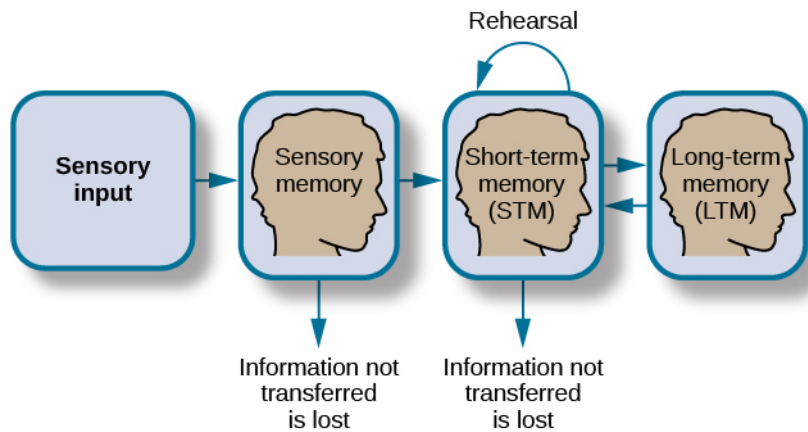 Rehearsal
Sensory
input
Sensory
memory
Short-term
memory
(STM)
Long-term
memory
(LTM)
Information not
transferred
is lost
Information not
transferred
is lost